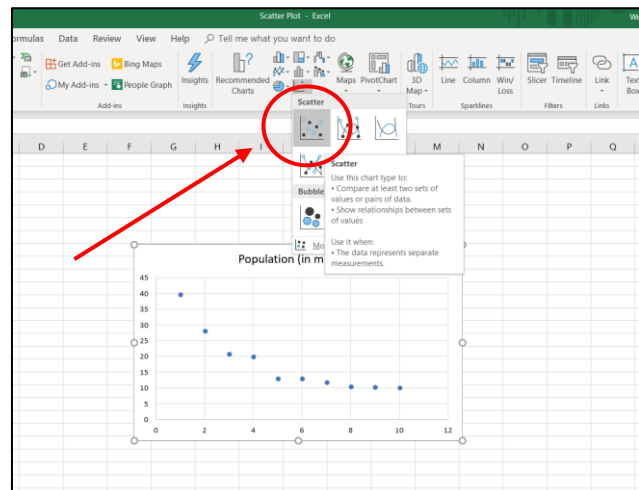 Scatter Plot - Excel
We
ormulas Data Review View Help Tell me what you want to do
Get Add-ins
My Add-ins
Bing Maps
People Graph
Insights
Recommended
Charts
Maps
PivotChart
3D
Map
Line
Column
Win/
Loss
Slicer
Timeline
Link
Text
Box
Add-ins
Insights
Tours
Sparklines
Filters
Links
Scatter
D E F G H I M N O P Q
Scatter
Use this chart type to:
• Compare at least two sets of
values or pairs of data.
• Show relationships between sets
of values
Use it when:
• The data represents separate
measurements.
Bubble
Mo
Population (in m
45
40
35
30
25
20
15
10
5
0
0 2 4 6 8 10 12